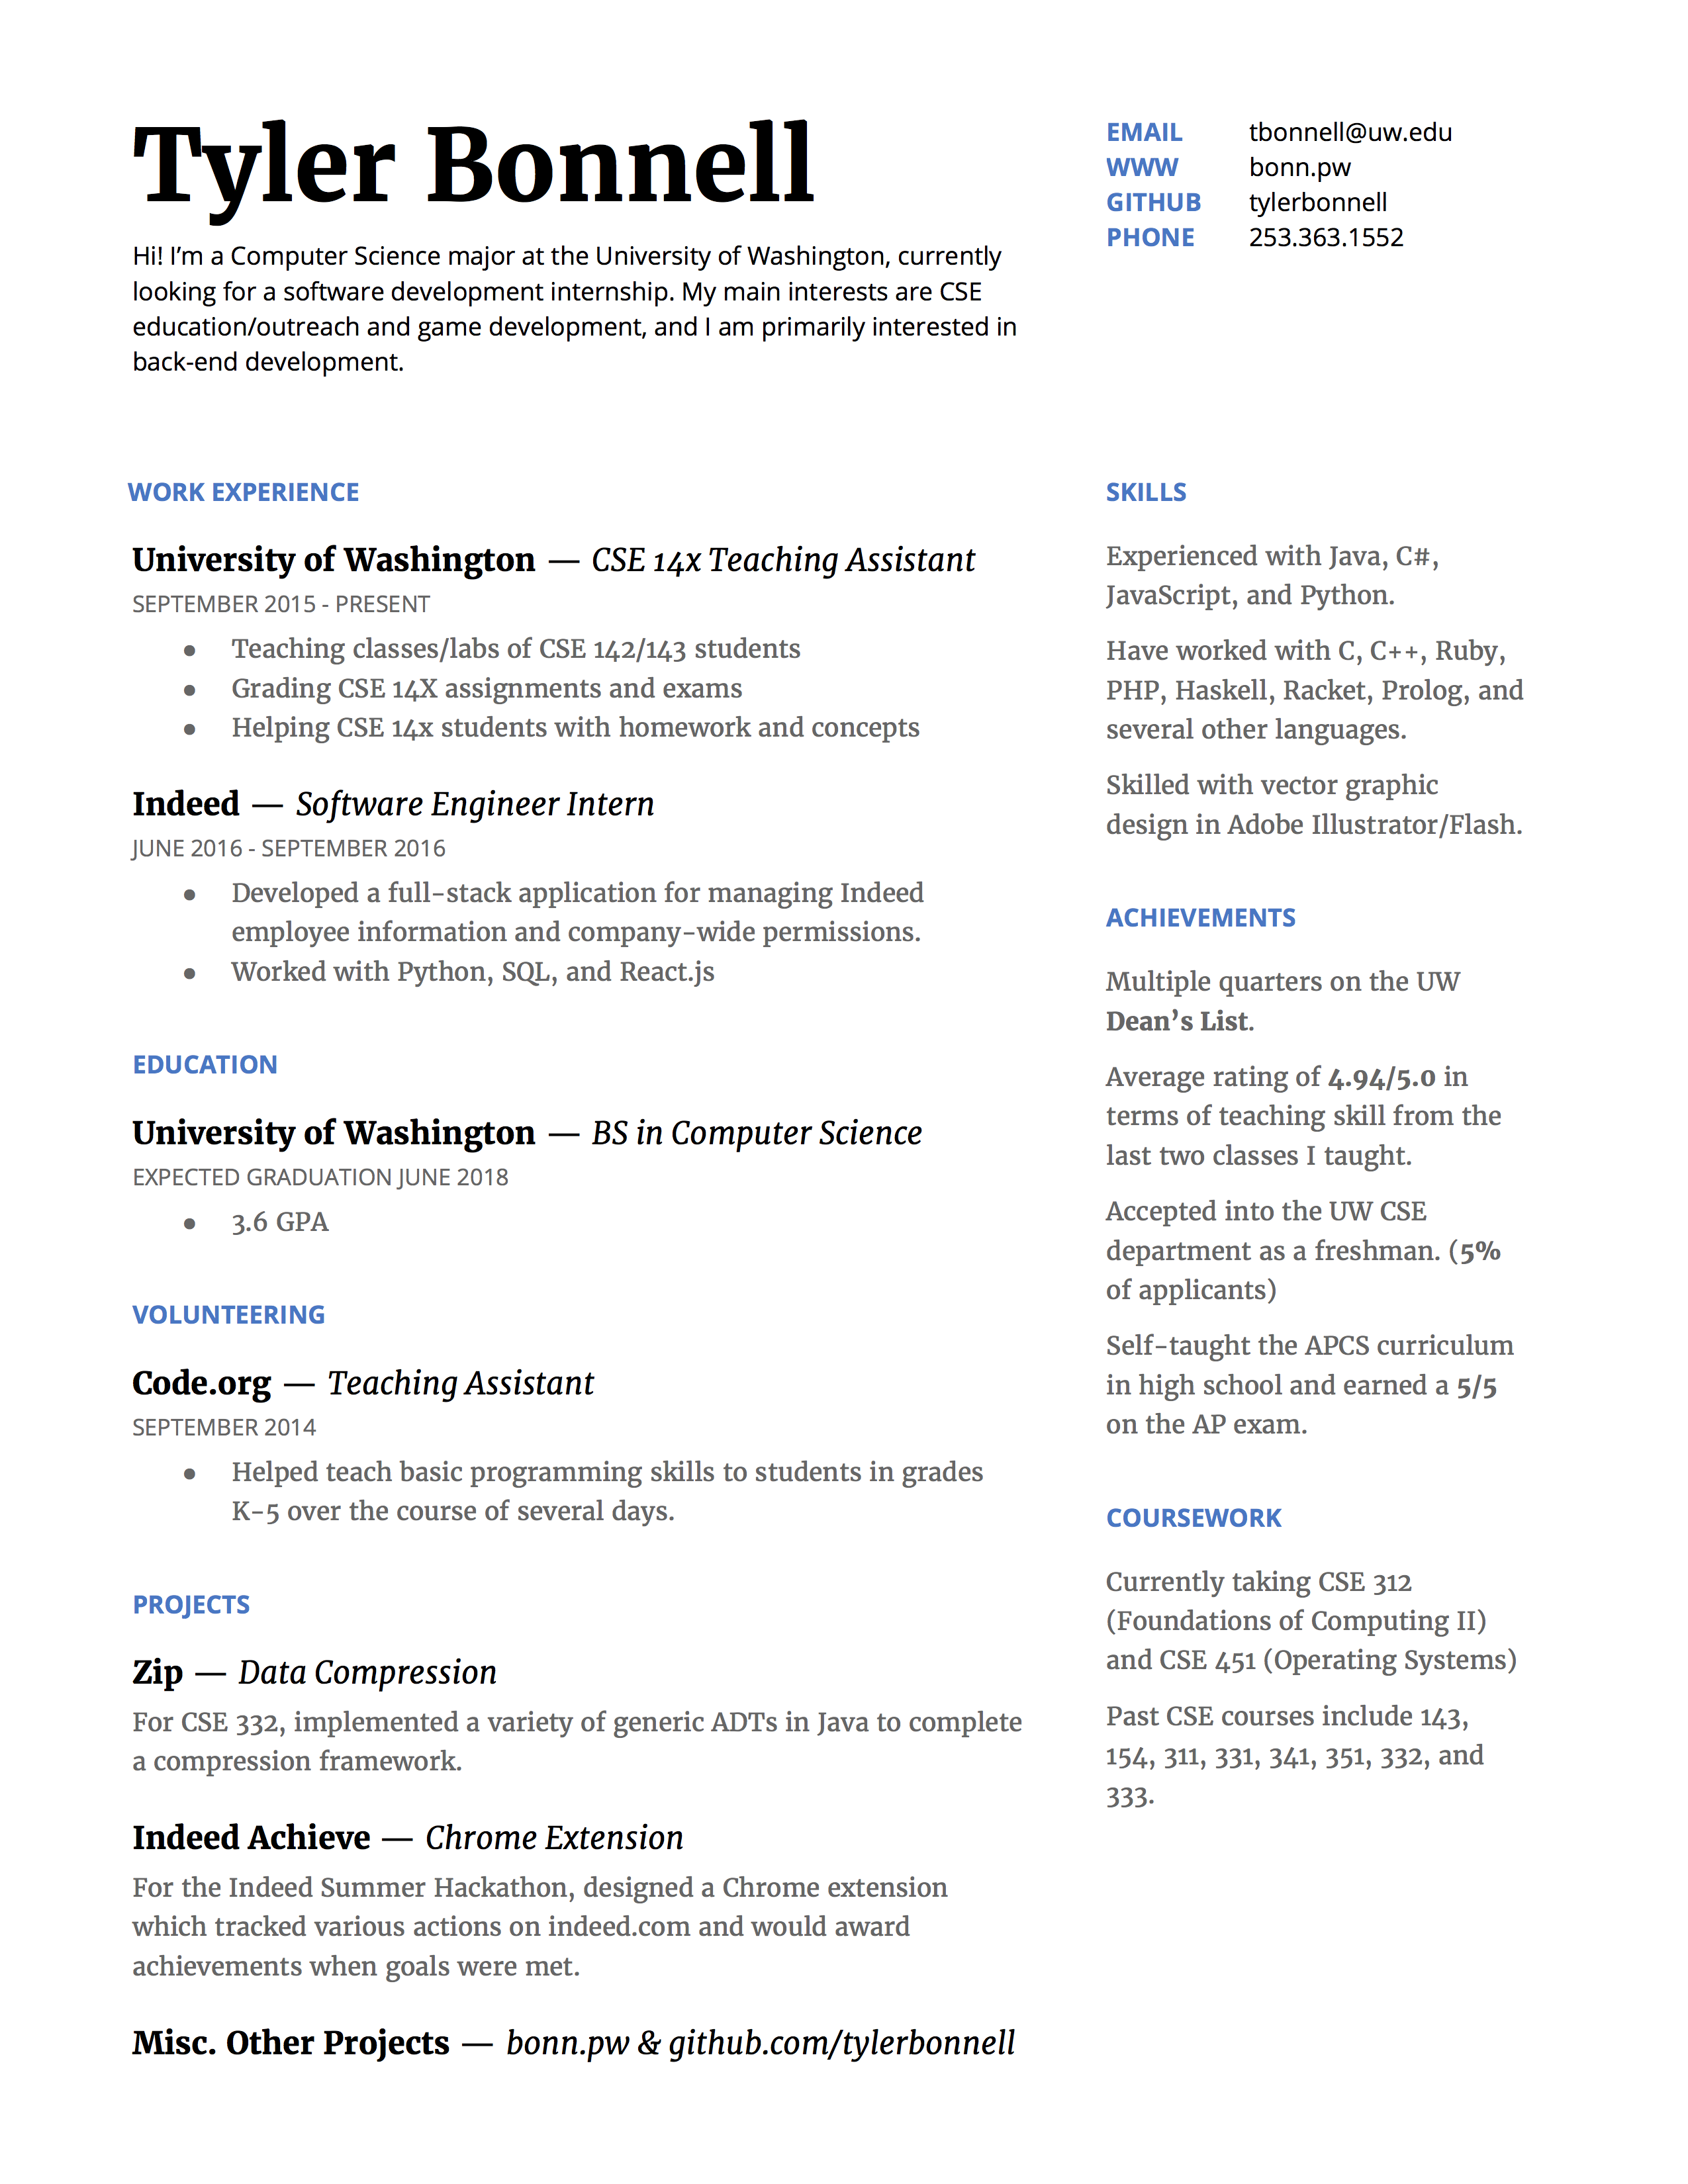 Tyler Bonnell
Hi! I’m a Computer Science major at the University of Washington, currently
looking for a software development internship. My main interests are CSE
education/outreach and game development, and I am primarily interested in
back-end development.
EMAIL tbonnell@uw.edu
WWW bonn.pw
GITHUB tylerbonnell
PHONE 253.363.1552
WORK EXPERIENCE
University of Washington — CSE 14x Teaching Assistant
SEPTEMBER 2015 - PRESENT
● Teaching classes/labs of CSE 142/143 students
● Grading CSE 14X assignments and exams
● Helping CSE 14x students with homework and concepts
Indeed — Software Engineer Intern
JUNE 2016 - SEPTEMBER 2016
● Developed a full-stack application for managing Indeed
employee information and company-wide permissions.
● Worked with Python, SQL, and React.js
EDUCATION
University of Washington — BS in Computer Science
EXPECTED GRADUATION JUNE 2018
● 3.6 GPA
VOLUNTEERING
Code.org — Teaching Assistant
SEPTEMBER 2014
● Helped teach basic programming skills to students in grades
K-5 over the course of several days.
PROJECTS
Zip — Data Compression
For CSE 332, implemented a variety of generic ADTs in Java to complete
a compression framework.
Indeed Achieve — Chrome Extension
For the Indeed Summer Hackathon, designed a Chrome extension
which tracked various actions on indeed.com and would award
achievements when goals were met.
Misc. Other Projects — bonn.pw & github.com/tylerbonnell
SKILLS
Experienced with Java, C#,
JavaScript, and Python.
Have worked with C, C++, Ruby,
PHP, Haskell, Racket, Prolog, and
several other languages.
Skilled with vector graphic
design in Adobe Illustrator/Flash.
ACHIEVEMENTS
Multiple quarters on the UW
Dean’s List.
Average rating of 4.94/5.0 in
terms of teaching skill from the
last two classes I taught.
Accepted into the UW CSE
department as a freshman. (5%
of applicants)
Self-taught the APCS curriculum
in high school and earned a 5/5
on the AP exam.
COURSEWORK
Currently taking CSE 312
(Foundations of Computing II)
and CSE 451 (Operating Systems)
Past CSE courses include 143,
154, 311, 331, 341, 351, 332, and
333.